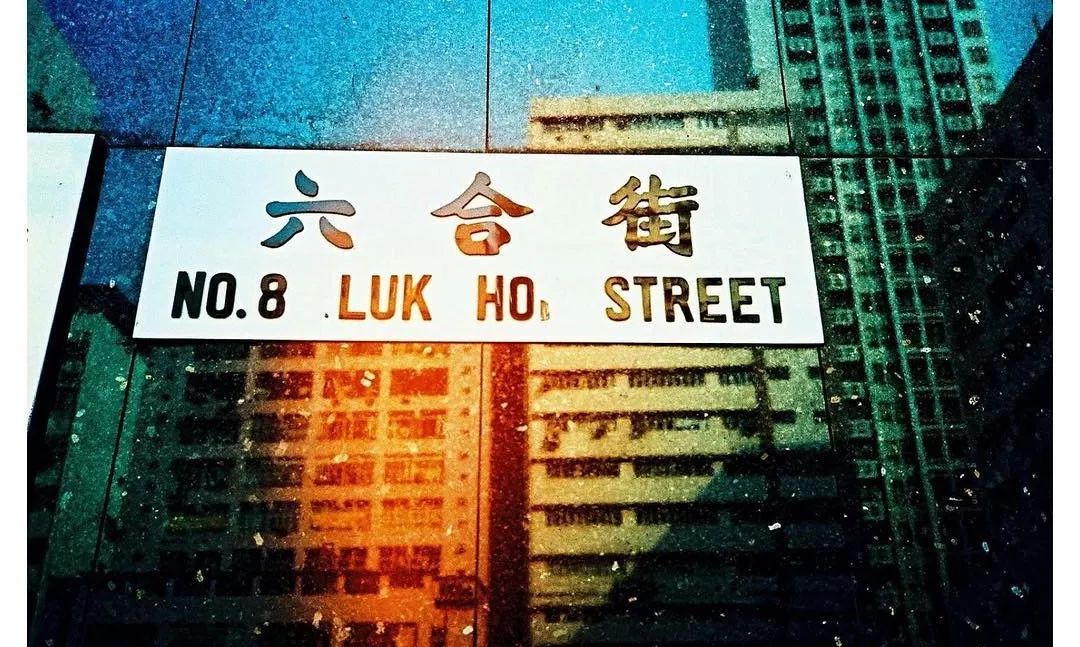 六合街
NO.8 LUK HO STREET